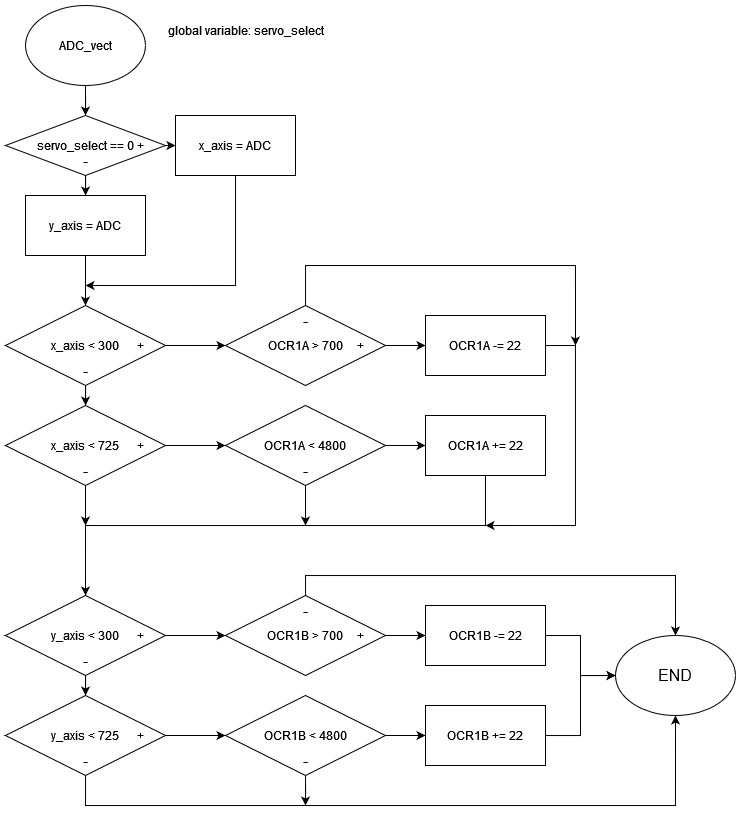 ADC_vect
global variable: servo_select
servo_select == 0 +
-
x_axis = ADC
y_axis = ADC
x_axis < 300 +
-
-
OCR1A > 700 +
OCR1A -= 22
x_axis < 725 +
-
OCR1A < 4800
-
OCR1A += 22
y_axis < 300 +
-
-
OCR1B > 700 +
OCR1B -= 22
END
y_axis < 725 +
-
OCR1B < 4800
-
OCR1B += 22